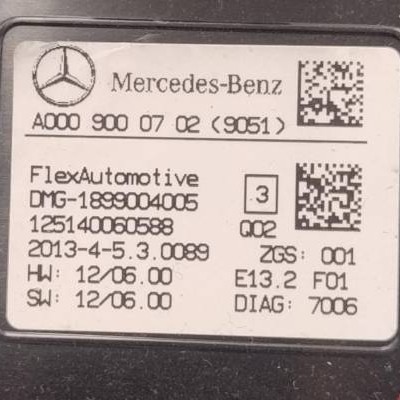 Mercedes-Benz
A000 900 07 02 (9051)
FlexAutomotive
DMG-1899004005
125140060588
2013-4-5.3.0089
HW: 12/06.00
SW: 12/06.00
3
Q02
ZGS: 001
E13.2 F01
DIAG: 7006